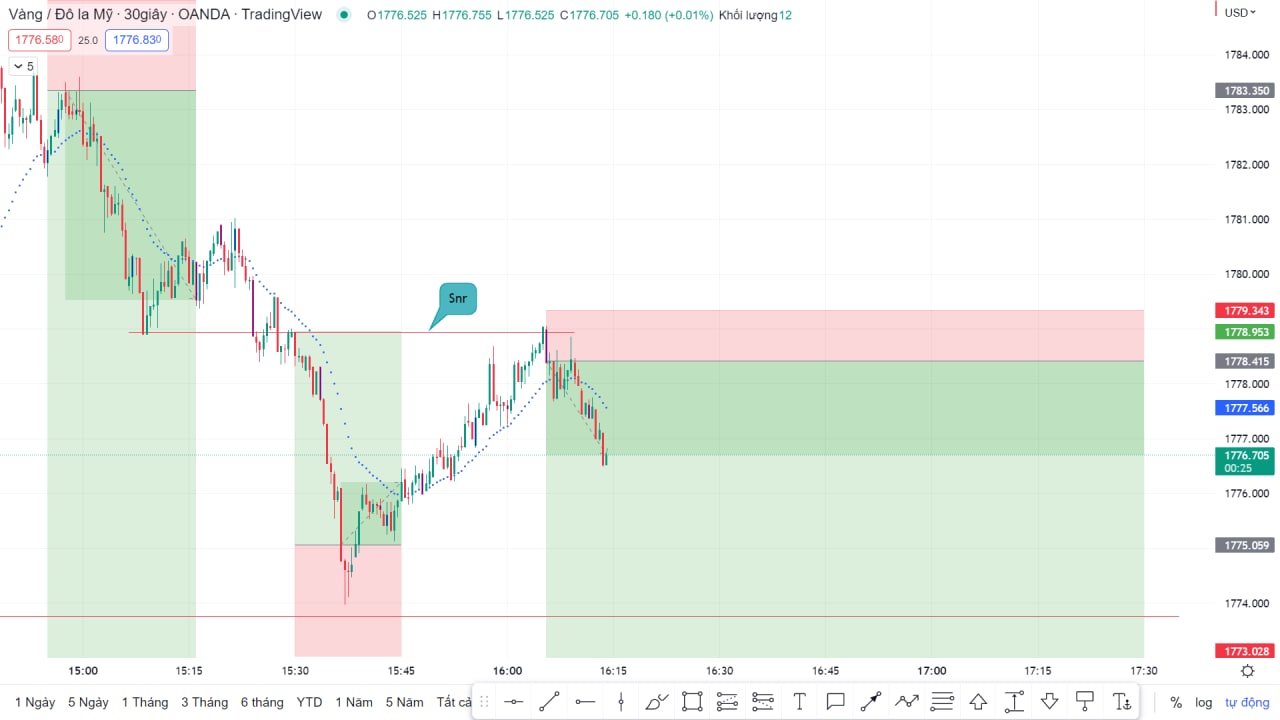 Vàng / Đô la Mỹ · 30giây · OANDA · TradingView
O1776.525 H1776.755 L1776.525 C1776.705 +0.180 (+0.01%) Khối lượng12
USD
1776.580 25.0 1776.830
5
1784.000
1783.350
1783.000
1782.000
1781.000
1780.000
Snr
1779.343
1778.953
1778.415
1778.000
1777.566
1777.000
1776.705
00:25
1776.000
1775.059
1774.000
1773.028
15:00 15:15 15:30 15:45 16:00 16:15 16:30 16:45 17:00 17:15 17:30
1 Ngày 5 Ngày 1 Tháng 3 Tháng 6 tháng YTD 1 Năm 5 Năm Tất cả
% log tự động